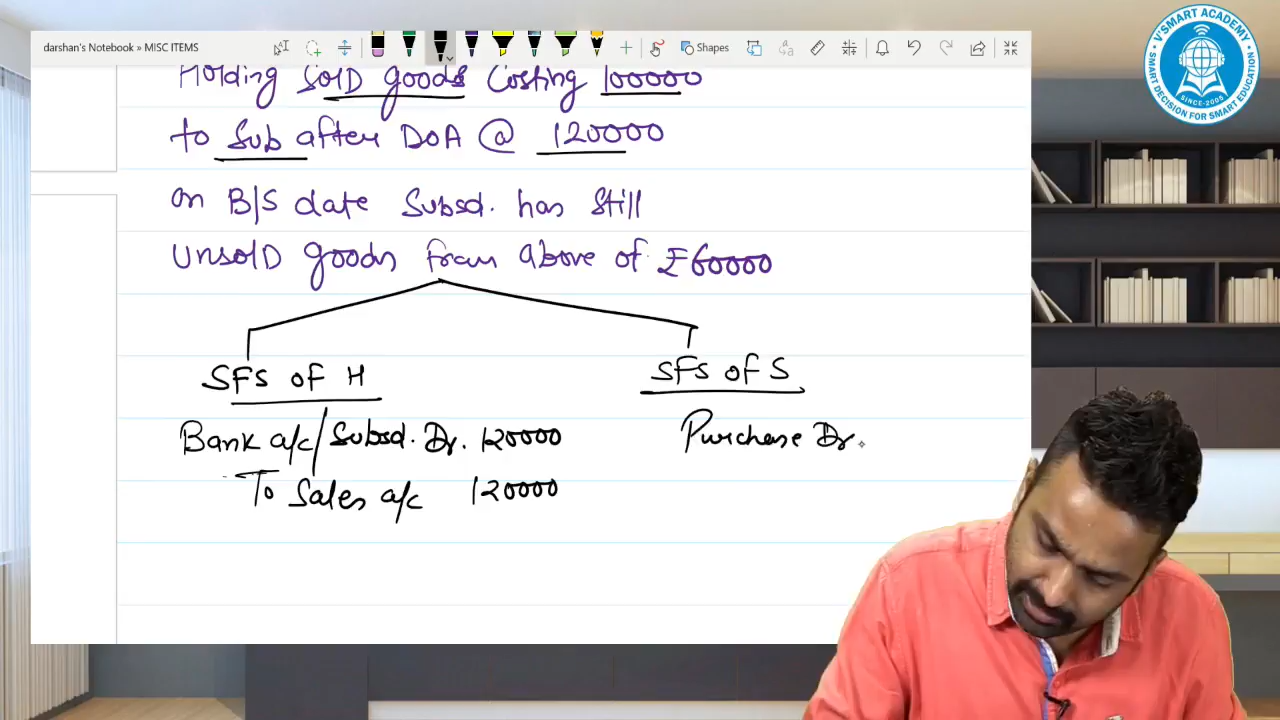 darshan's Notebook » MISC ITEMS
Shapes
V'SMART ACADEMY
SINCE-2005
SMART DECISION FOR SMART EDUCATION
Holding Sold goods Costing 100000
to Sub after DOA @ 120000
on B/S date Subsd. has Still
Unsold goods from above of ₹60000
SFS of H
SFS of S
Bank a/c/Subsd. Dr. 120000
Purchase Dr.
To Sales a/c 120000